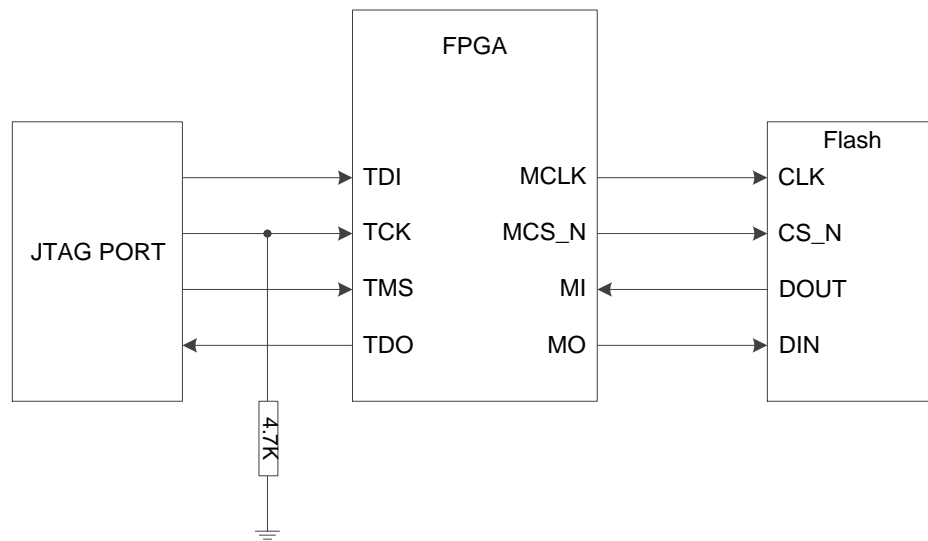 FPGA
Flash
JTAG PORT
TDI
TCK
TMS
TDO
MCLK
MCS_N
MI
MO
CLK
CS_N
DOUT
DIN
4.7K